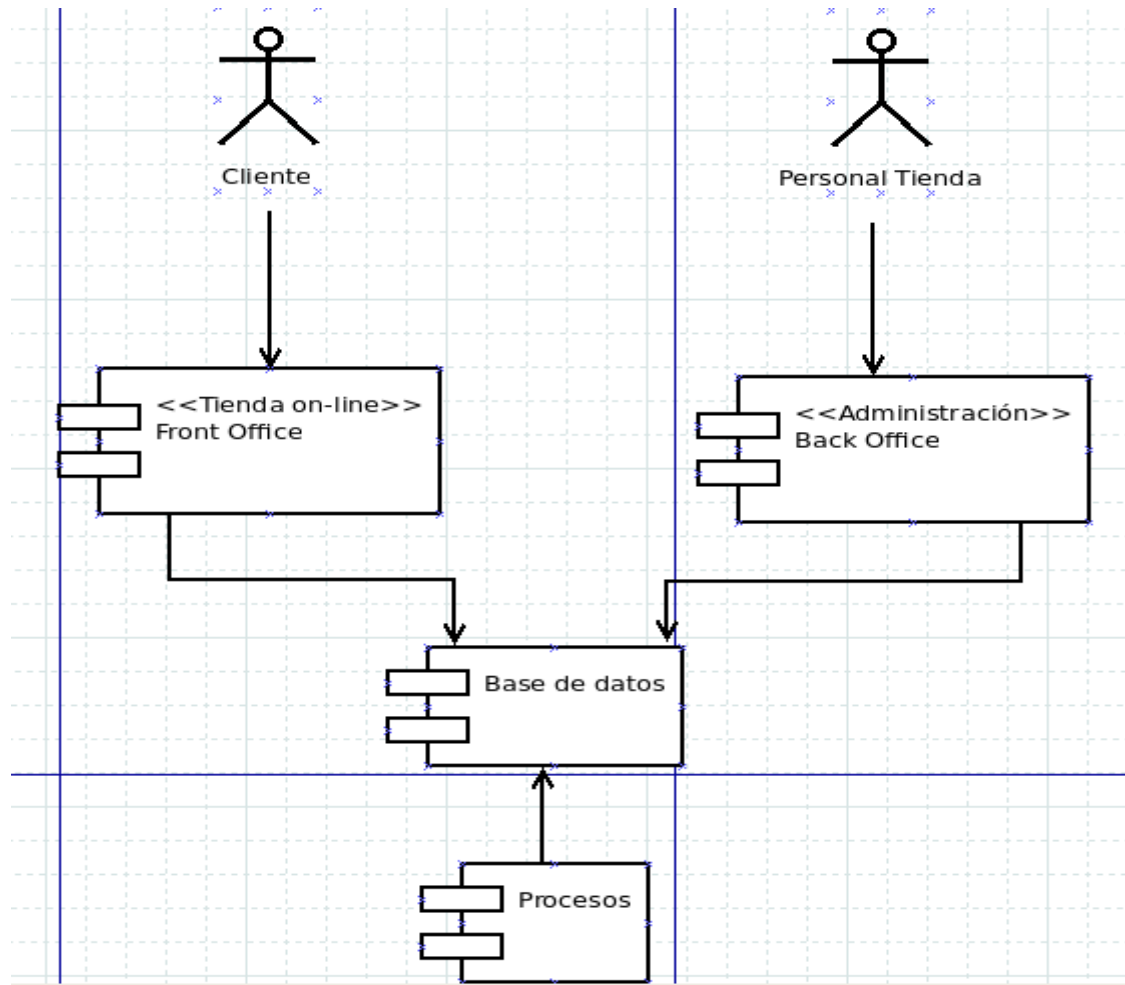 Cliente
Personal Tienda
<<Tienda on-line>>
Front Office
<<Administración>>
Back Office
Base de datos
Procesos